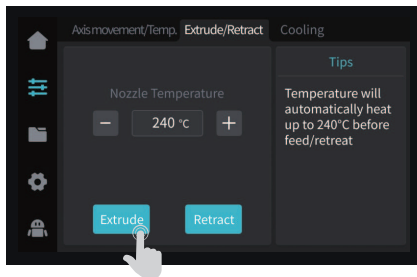 Axis movement/Temp. Extrude/Retract Cooling
Tips
Nozzle Temperature
Temperature will
automatically heat
up to 240°C before
feed/retreat
− 240 °C +
Extrude Retract